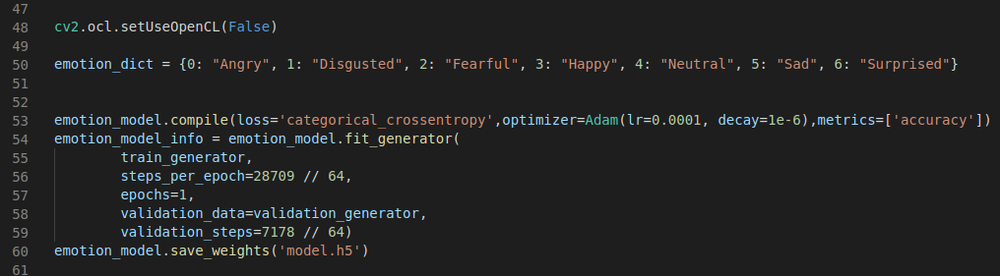 47
48 cv2.ocl.setUseOpenCL(False)
49
50 emotion_dict = {0: "Angry", 1: "Disgusted", 2: "Fearful", 3: "Happy", 4: "Neutral", 5: "Sad", 6: "Surprised"}
51
52
53 emotion_model.compile(loss='categorical_crossentropy',optimizer=Adam(lr=0.0001, decay=1e-6),metrics=['accuracy'])
54 emotion_model_info = emotion_model.fit_generator(
55         train_generator,
56         steps_per_epoch=28709 // 64,
57         epochs=1,
58         validation_data=validation_generator,
59         validation_steps=7178 // 64)
60 emotion_model.save_weights('model.h5')
61